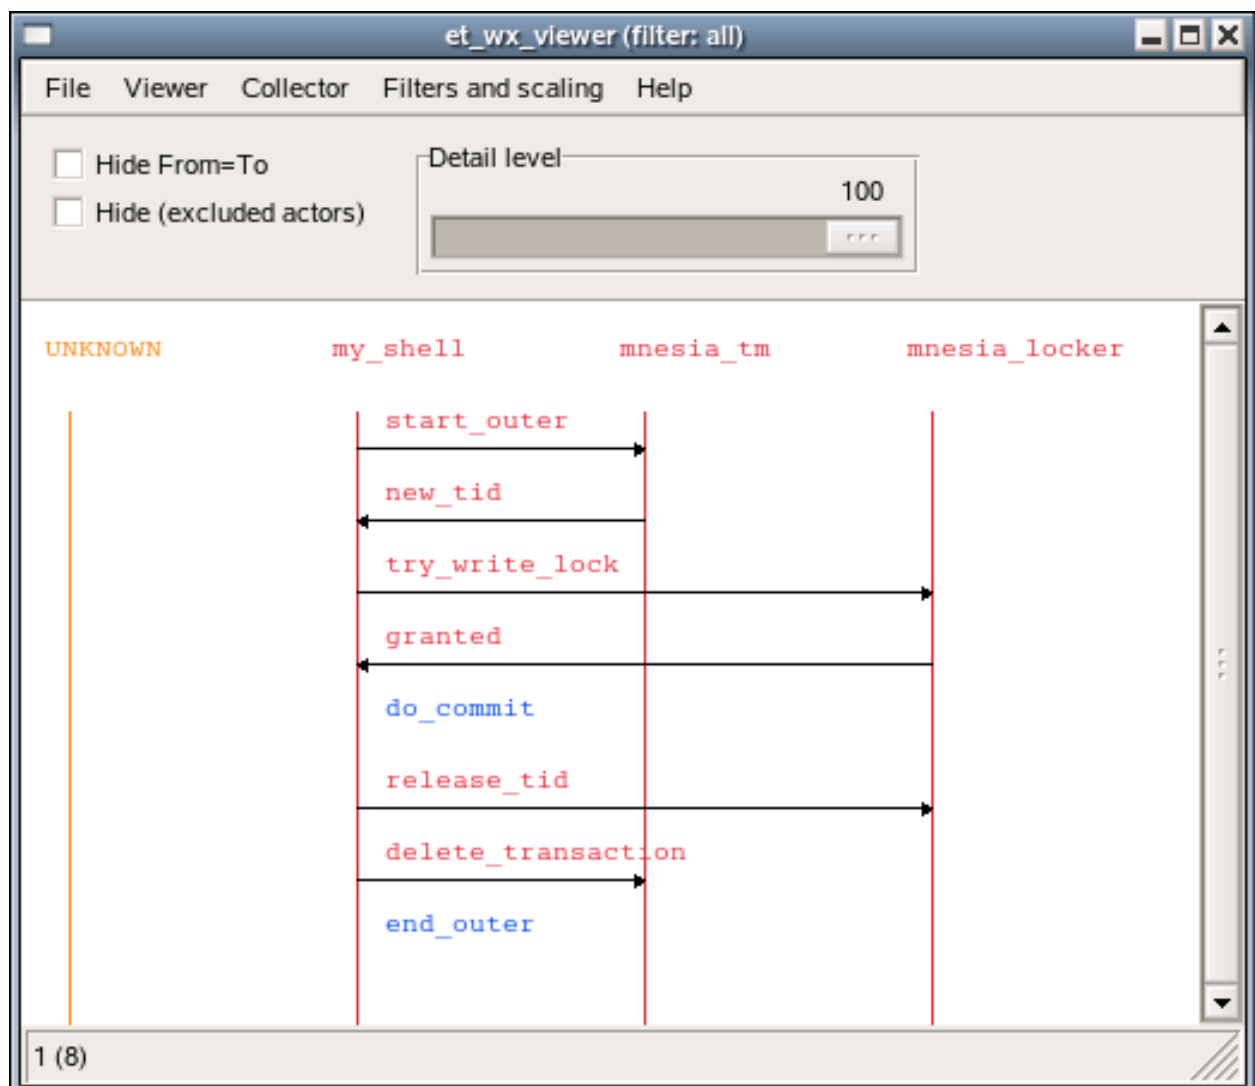 et_wx_viewer (filter: all)
File Viewer Collector Filters and scaling Help
Hide From=To
Hide (excluded actors)
Detail level
100
UNKNOWN my_shell mnesia_tm mnesia_locker
start_outer
new_tid
try_write_lock
granted
do_commit
release_tid
delete_transaction
end_outer
1 (8)